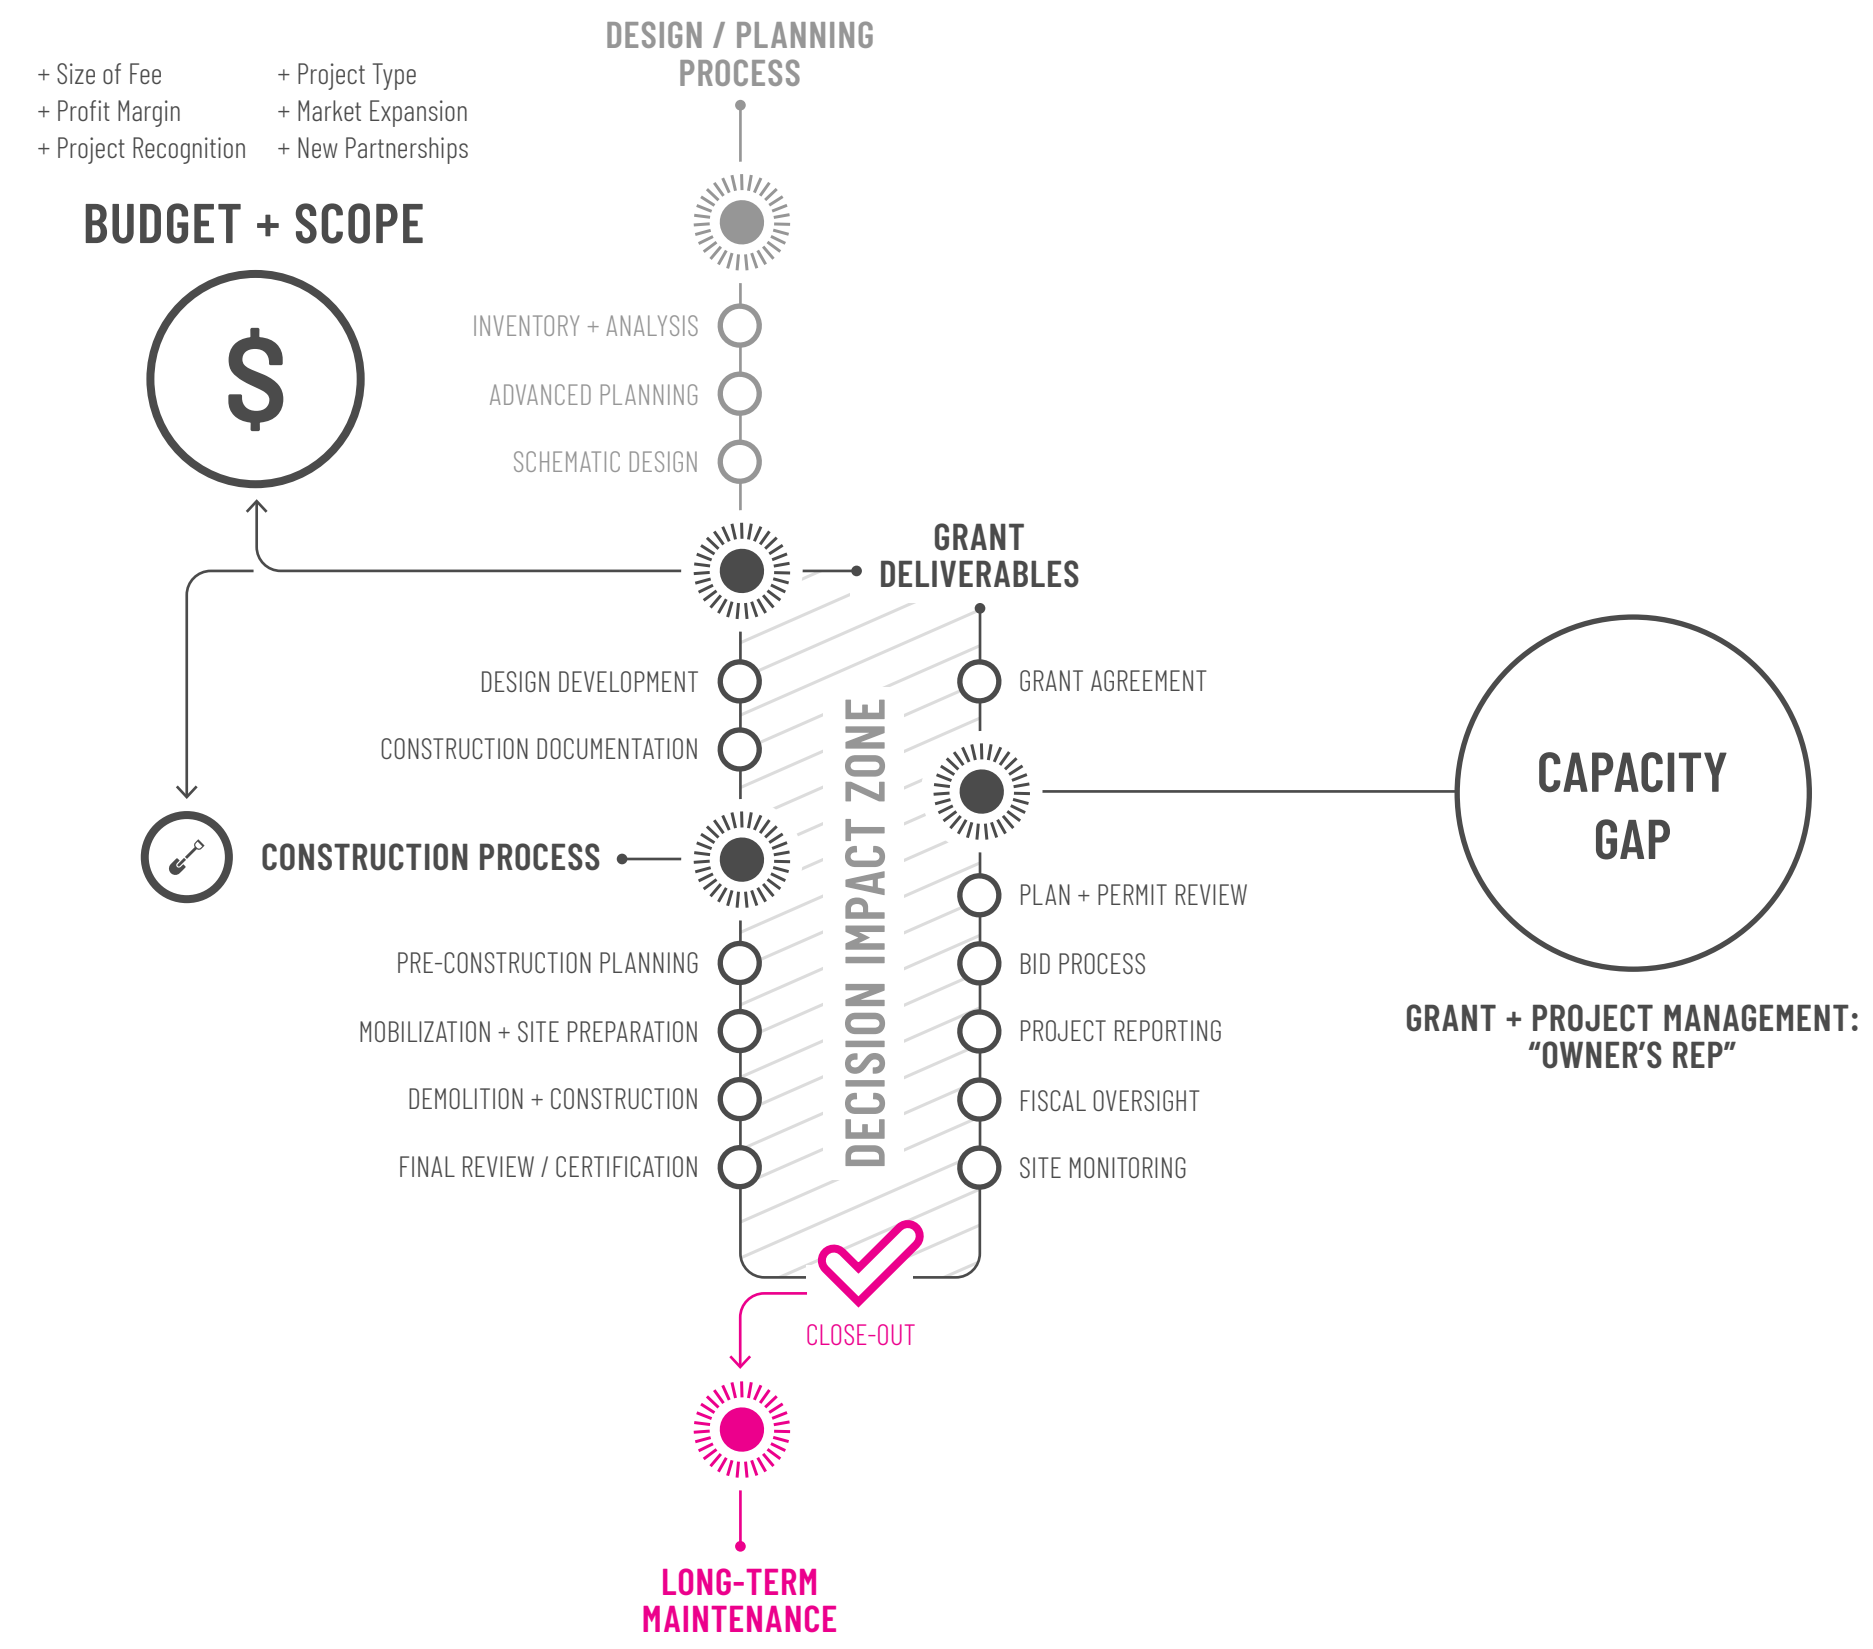 DESIGN / PLANNING
PROCESS
+ Size of Fee
+ Profit Margin
+ Project Recognition
+ Project Type
+ Market Expansion
+ New Partnerships
BUDGET + SCOPE
$
INVENTORY + ANALYSIS
ADVANCED PLANNING
SCHEMATIC DESIGN
GRANT
DELIVERABLES
DESIGN DEVELOPMENT
CONSTRUCTION DOCUMENTATION
CONSTRUCTION PROCESS
PRE-CONSTRUCTION PLANNING
MOBILIZATION + SITE PREPARATION
DEMOLITION + CONSTRUCTION
FINAL REVIEW / CERTIFICATION
DECISION IMPACT ZONE
GRANT AGREEMENT
PLAN + PERMIT REVIEW
BID PROCESS
PROJECT REPORTING
FISCAL OVERSIGHT
SITE MONITORING
CAPACITY
GAP
GRANT + PROJECT MANAGEMENT:
“OWNER’S REP”
CLOSE-OUT
LONG-TERM
MAINTENANCE